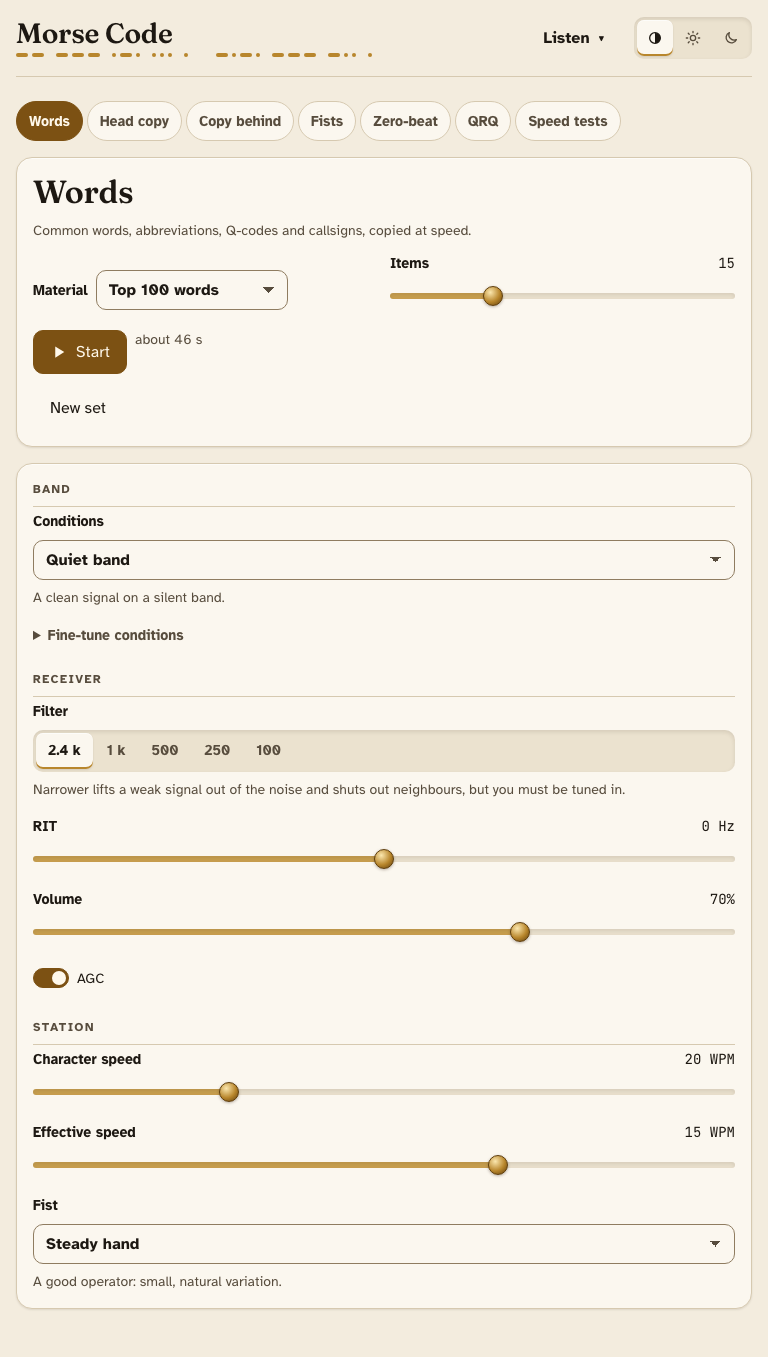 Morse Code
Listen ▾
Words
Head copy
Copy behind
Fists
Zero-beat
QRQ
Speed tests
Words
Common words, abbreviations, Q-codes and callsigns, copied at speed.
Material
Top 100 words
Items
15
Start
about 46 s
New set
BAND
Conditions
Quiet band
A clean signal on a silent band.
Fine-tune conditions
RECEIVER
Filter
2.4 k
1 k
500
250
100
Narrower lifts a weak signal out of the noise and shuts out neighbours, but you must be tuned in.
RIT
0 Hz
Volume
70%
AGC
STATION
Character speed
20 WPM
Effective speed
15 WPM
Fist
Steady hand
A good operator: small, natural variation.